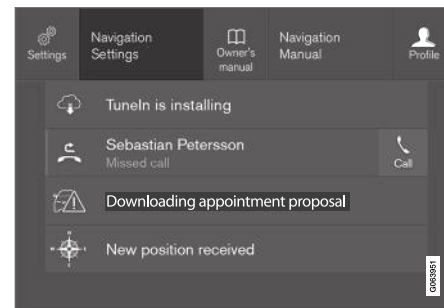 Settings
Navigation
Settings
Owner's
manual
Navigation
Manual
Profile
TuneIn is installing
Sebastian Petersson
Missed call
Call
Downloading appointment proposal
New position received
G063951